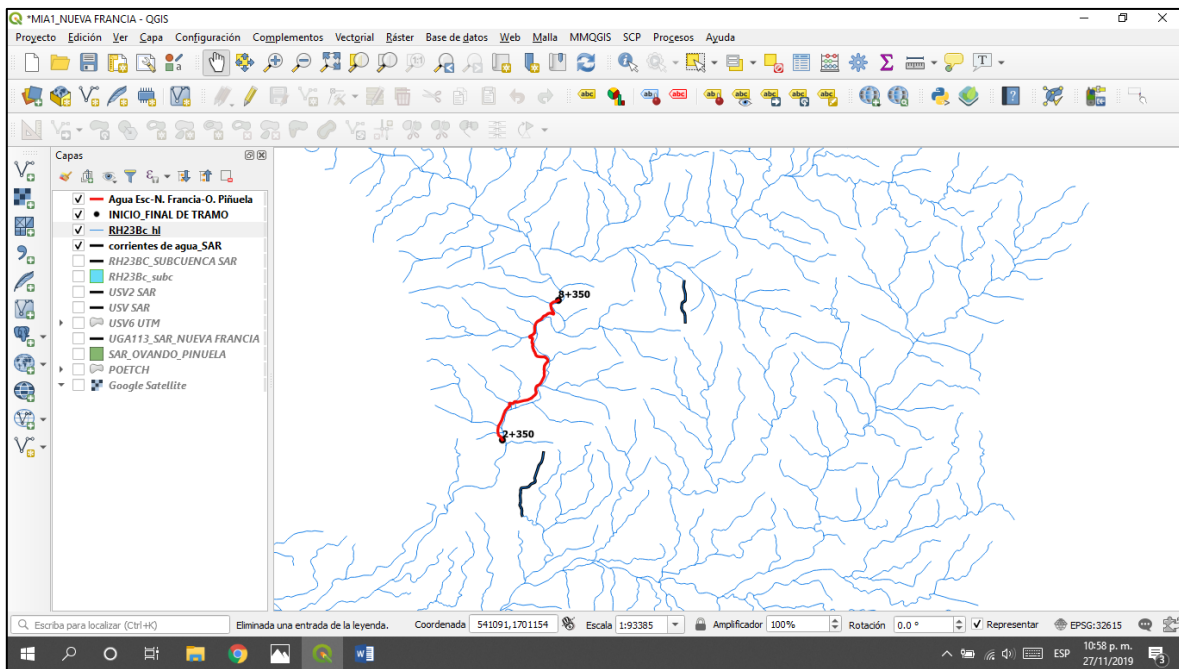 *MIA1_NUEVA FRANCIA - QGIS
Proyecto Edición Ver Capa Configuración Complementos Vectorial Ráster Base de datos Web Malla MMQGIS SCP Procesos Ayuda
Capas
Agua Esc-N. Francia-O. Piñuela
INICIO_FINAL DE TRAMO
RH23Bc_hl
corrientes de agua_SAR
RH23BC_SUBCUENCA SAR
RH23Bc_subc
USV2 SAR
USV SAR
USV6 UTM
UGA113_SAR_NUEVA FRANCIA
SAR_OVANDO_PINUELA
POETCH
Google Satellite
8+350
2+350
Escriba para localizar (Ctrl+K) Eliminada una entrada de la leyenda. Coordenada 541091,1701154 Escala 1:93385 Amplificador 100% Rotación 0.0 ° Representar EPSG:32615
ESP
10:58 p. m.
27/11/2019